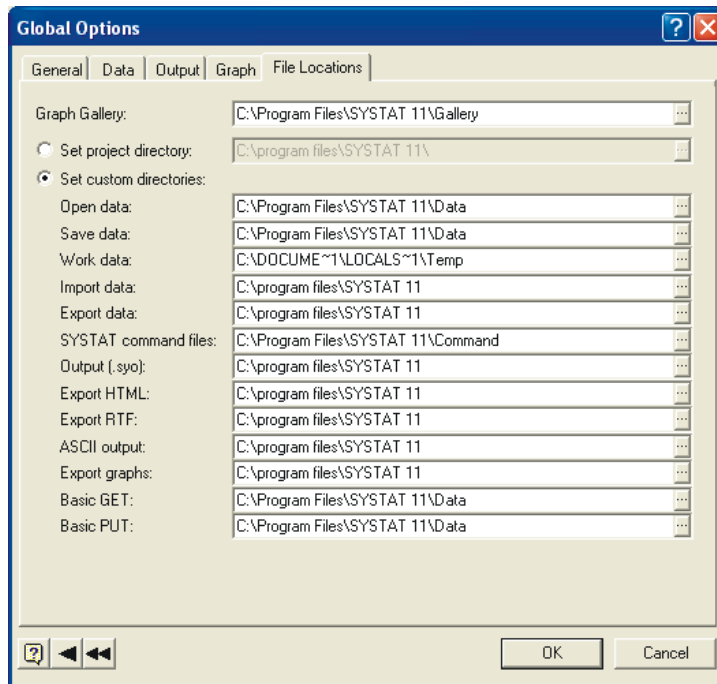 Global Options
General Data Output Graph File Locations
Graph Gallery: C:\Program Files\SYSTAT 11\Gallery ...
Set project directory: C:\program files\SYSTAT 11\ ...
Set custom directories:
Open data: C:\Program Files\SYSTAT 11\Data ...
Save data: C:\Program Files\SYSTAT 11\Data ...
Work data: C:\DOCUME~1\LOCALS~1\Temp ...
Import data: C:\program files\SYSTAT 11 ...
Export data: C:\program files\SYSTAT 11 ...
SYSTAT command files: C:\Program Files\SYSTAT 11\Command ...
Output (.syo): C:\program files\SYSTAT 11 ...
Export HTML: C:\program files\SYSTAT 11 ...
Export RTF: C:\program files\SYSTAT 11 ...
ASCII output: C:\program files\SYSTAT 11 ...
Export graphs: C:\program files\SYSTAT 11 ...
Basic GET: C:\Program Files\SYSTAT 11\Data ...
Basic PUT: C:\Program Files\SYSTAT 11\Data ...
OK Cancel